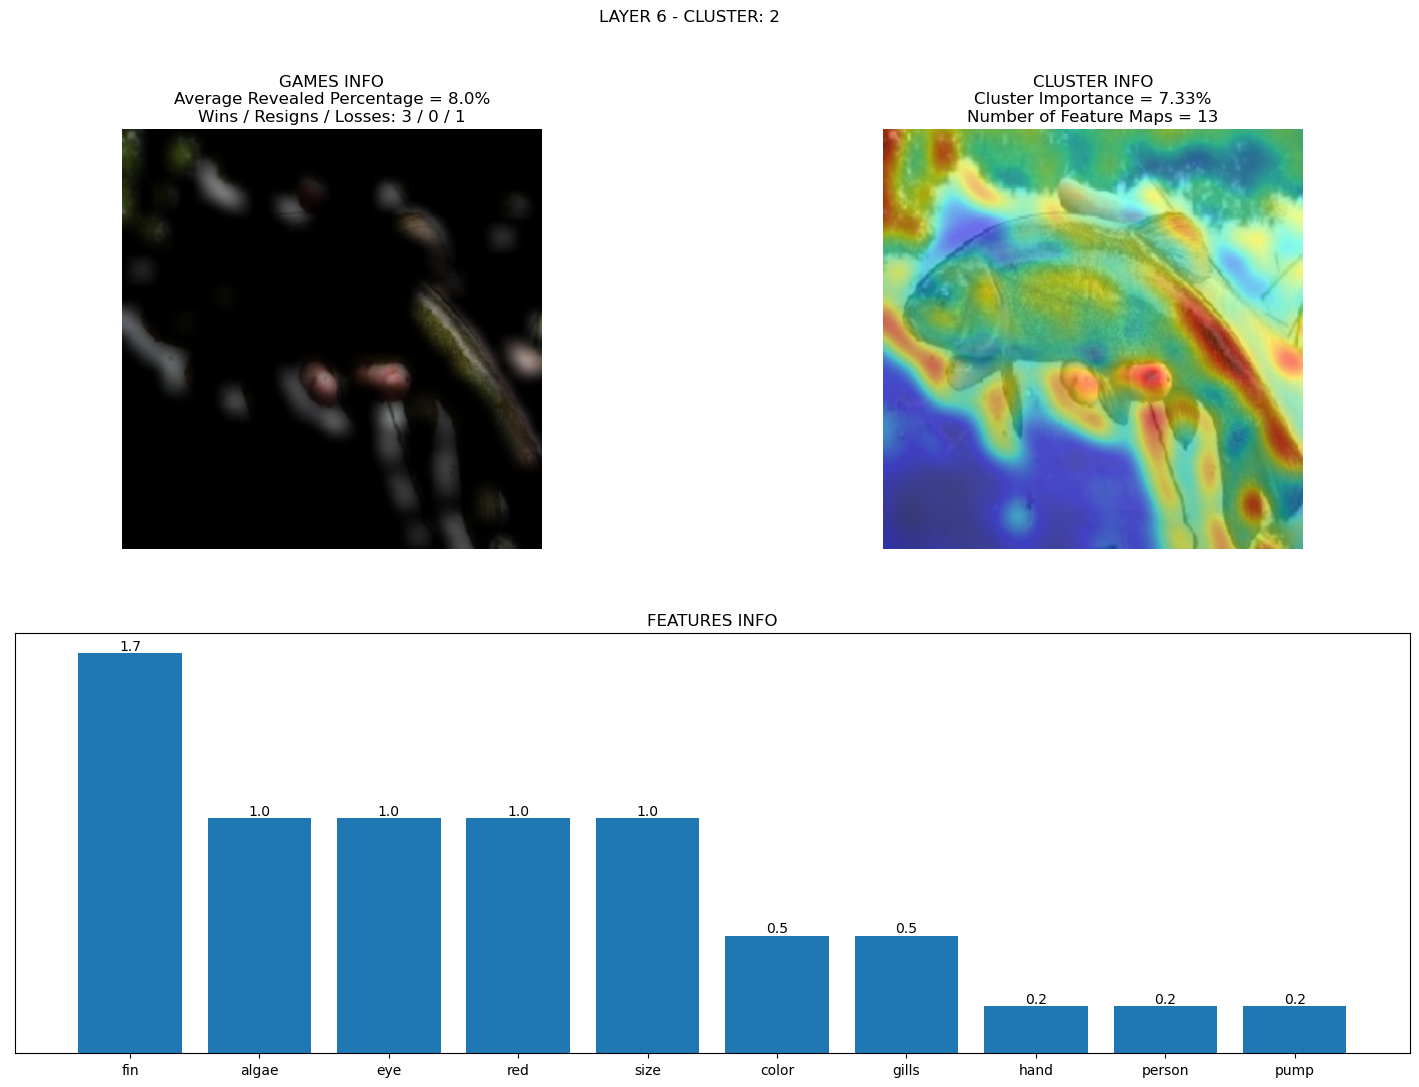 LAYER 6 - CLUSTER: 2
GAMES INFO
Average Revealed Percentage = 8.0%
Wins / Resigns / Losses: 3 / 0 / 1
CLUSTER INFO
Cluster Importance = 7.33%
Number of Feature Maps = 13
FEATURES INFO
1.7
1.0
1.0
1.0
1.0
0.5
0.5
0.2
0.2
0.2
fin
algae
eye
red
size
color
gills
hand
person
pump